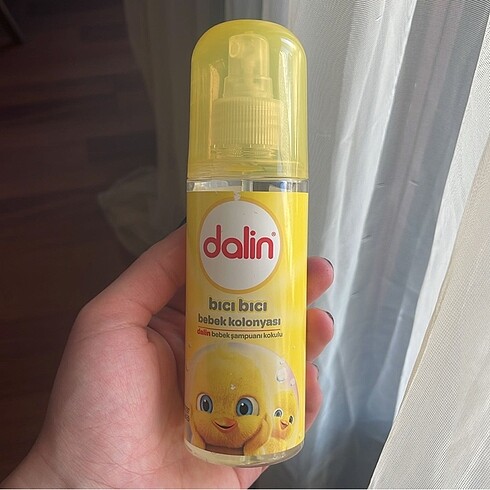 dalin®
bıcı bıcı
bebek kolonyası
dalin bebek şampuanı kokulu